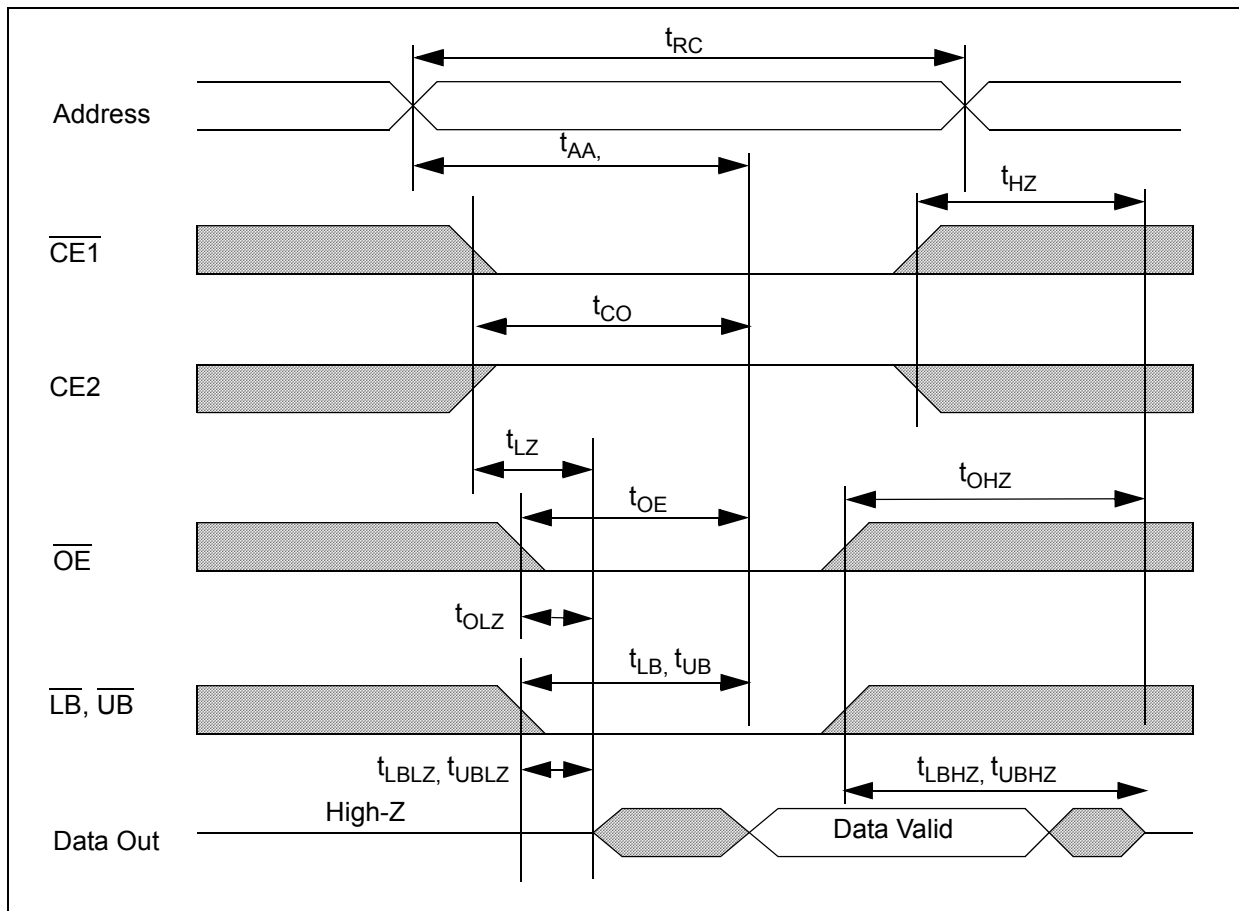 tRC
Address
tAA,
tHZ
CE1
tCO
CE2
tLZ
tOHZ
tOE
OE
tOLZ
tLB, tUB
LB, UB
tLBLZ, tUBLZ
tLBHZ, tUBHZ
High-Z
Data Valid
Data Out